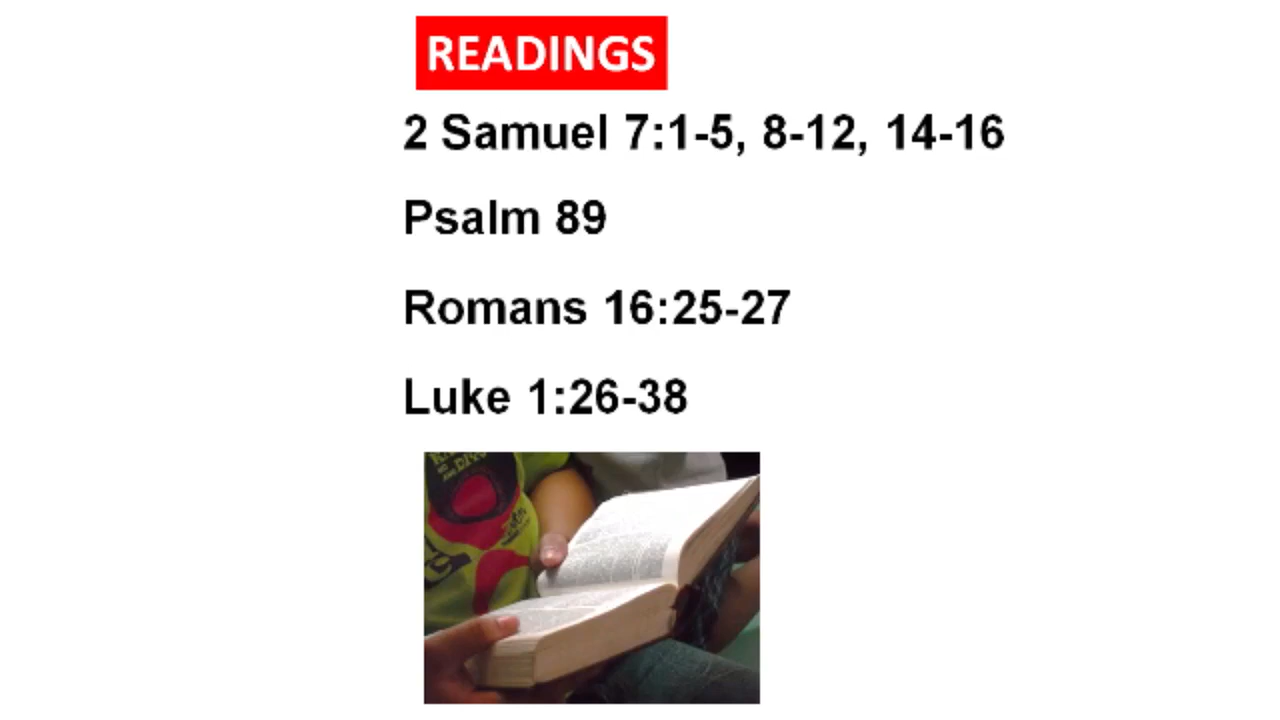 READINGS
2 Samuel 7:1-5, 8-12, 14-16
Psalm 89
Romans 16:25-27
Luke 1:26-38